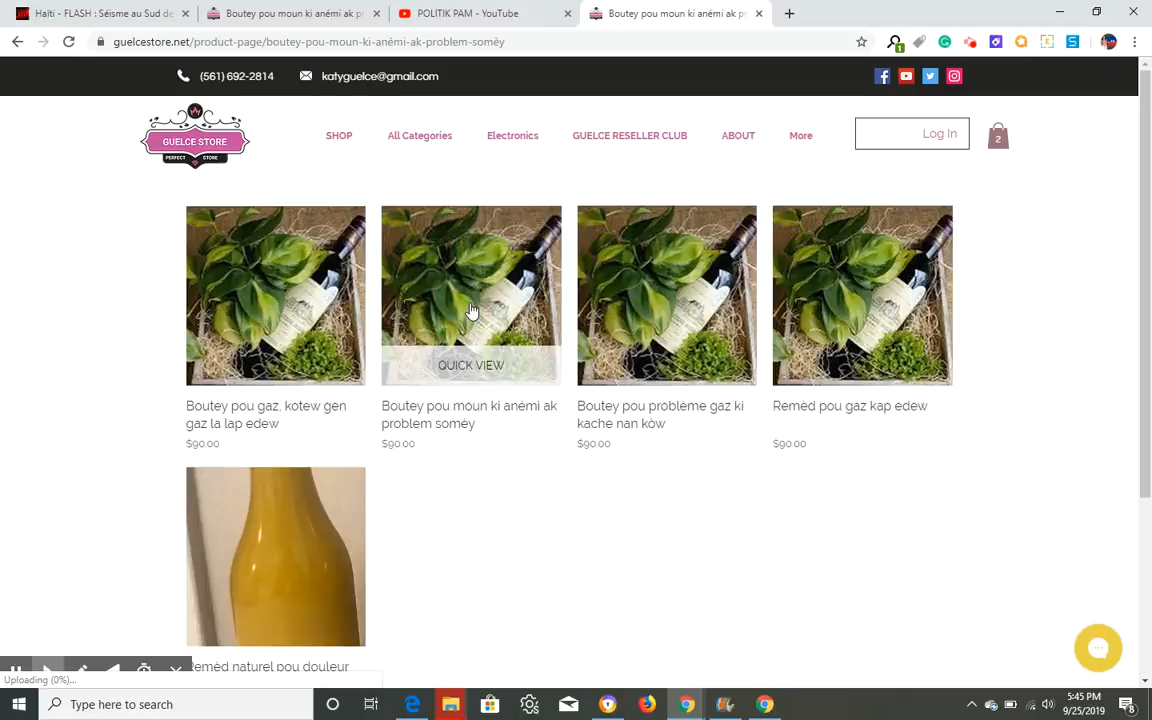 Haïti - FLASH : Séisme au Sud de
Boutey pou moun ki anémi ak pr
POLITIK PAM - YouTube
Boutey pou moun ki anémi ak pr
guelcestore.net/product-page/boutey-pou-moun-ki-anémi-ak-problem-somèy
(561) 692-2814
katyguelce@gmail.com
GUELCE STORE
PERFECT STORE
SHOP
All Categories
Electronics
GUELCE RESELLER CLUB
ABOUT
More
Log In
2
QUICK VIEW
Boutey pou gaz, kotew gen
gaz la lap edew
$90.00
Boutey pou moun ki anémi ak
problem somèy
$90.00
Boutey pou problème gaz ki
kache nan kòw
$90.00
Remèd pou gaz kap edew
$90.00
Remèd naturel pou douleur
Uploading (0%)...
Type here to search
5:45 PM
9/25/2019
8